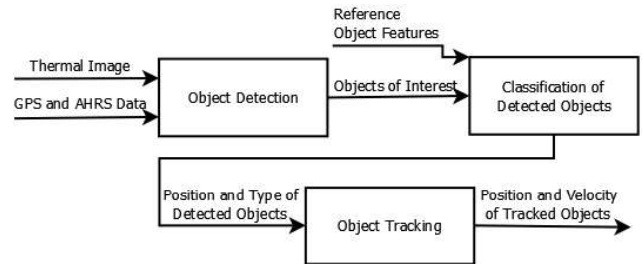 Reference
Object Features
Thermal Image
GPS and AHRS Data
Object Detection
Objects of Interest
Classification of
Detected Objects
Position and Type of
Detected Objects
Object Tracking
Position and Velocity
of Tracked Objects